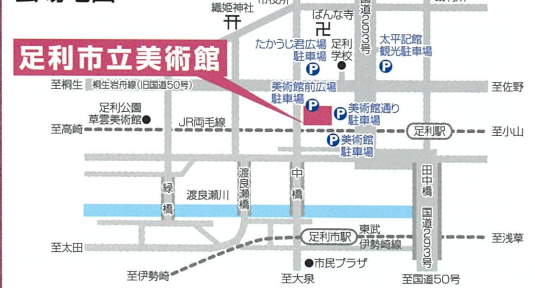 織姫神社
ばんな寺
国道293号
足利市立美術館
たかうじ君広場
駐車場
足利
学校
太平記館
観光駐車場
至桐生
桐生岩舟線(旧国道50号)
至佐野
美術館前広場
駐車場
足利公園
草雲美術館
美術館通り
駐車場
至高崎
JR両毛線
足利駅
至小山
美術館
駐車場
緑橋
渡良瀬川
渡良瀬橋
中橋
田中橋
国道293号
至太田
足利市駅
東武
伊勢崎線
至浅草
至伊勢崎
市民プラザ
至大泉
至国道50号